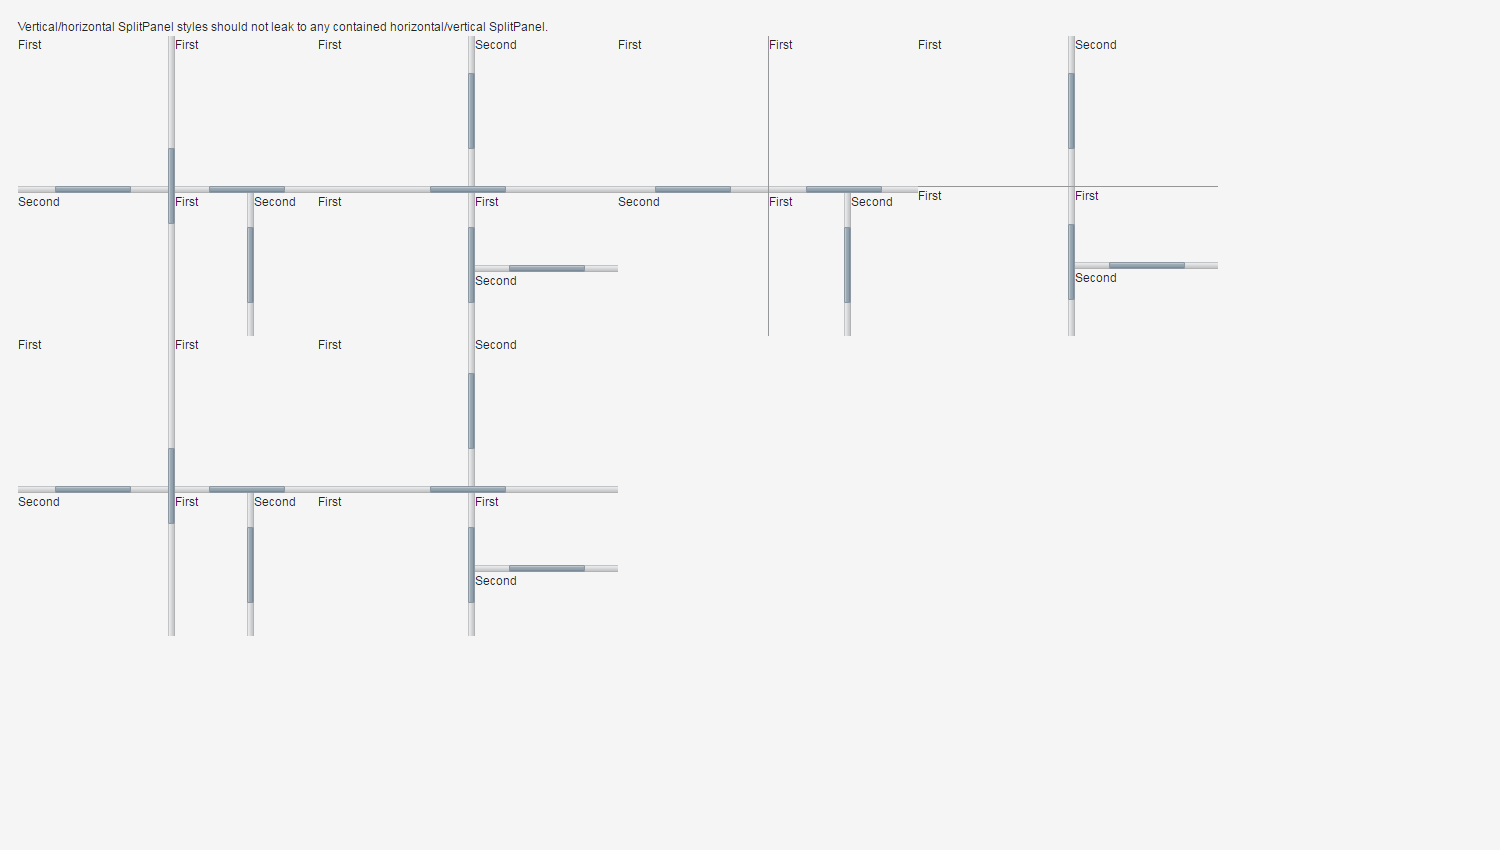 Vertical/horizontal SplitPanel styles should not leak to any contained horizontal/vertical SplitPanel.
First First First Second First First First Second
First First
Second First Second First First Second First Second
Second
Second
First First First Second
Second First Second First First
Second